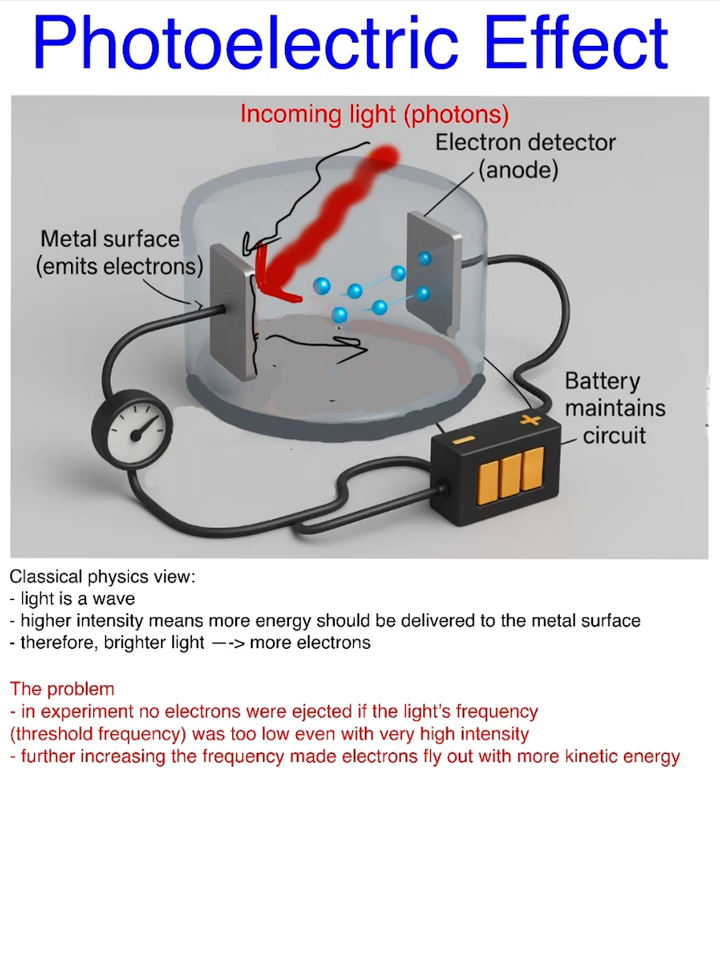 Photoelectric Effect
Incoming light (photons)
Electron detector
(anode)
Metal surface
(emits electrons)
Battery
maintains
circuit
Classical physics view:
- light is a wave
- higher intensity means more energy should be delivered to the metal surface
- therefore, brighter light —-> more electrons
The problem
- in experiment no electrons were ejected if the light’s frequency
(threshold frequency) was too low even with very high intensity
- further increasing the frequency made electrons fly out with more kinetic energy